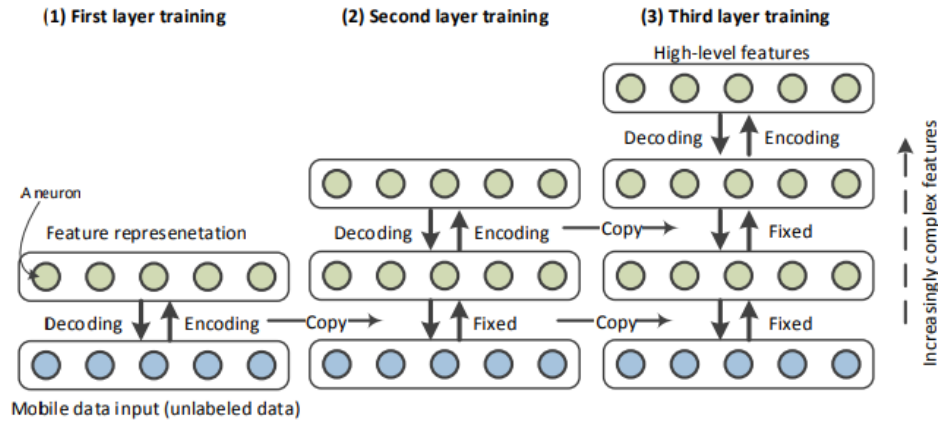 (1) First layer training
(2) Second layer training
(3) Third layer training
High-level features
Decoding
Encoding
A neuron
Feature represenetation
Decoding
Encoding
Copy
Fixed
Decoding
Encoding
Copy
Fixed
Copy
Fixed
Mobile data input (unlabeled data)
Increasingly complex features